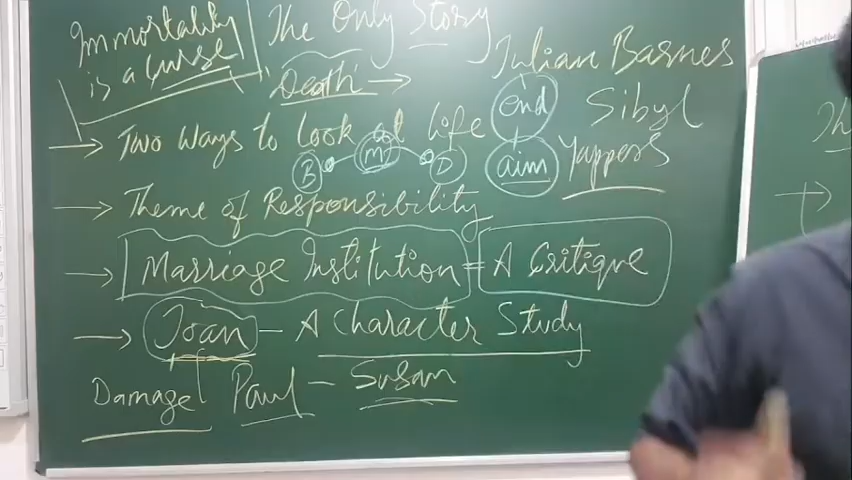 Immortality
is a Curse
The Only Story
Julian Barnes
Death →
end
Sibyl
→ Two Ways to look at life
aim
Yappers
B M D
→ Theme of Responsibility
→ Marriage Institution = A Critique
→ Joan – A Character Study
Damage Paul – Susan
Th